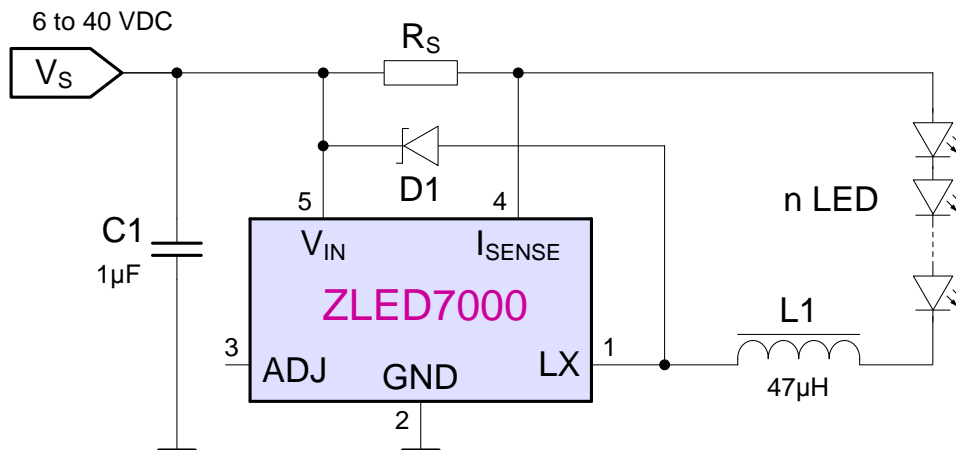 6 to 40 VDC
VS
RS
D1
C1
1µF
5
4
VIN
ISENSE
n LED
ZLED7000
3
ADJ
GND
LX
1
2
L1
47µH